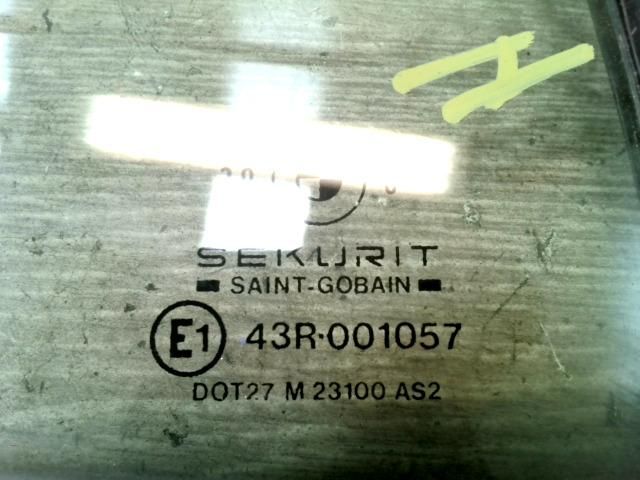 SEKURIT
SAINT-GOBAIN
E1 43R·001057
DOT27 M 23100 AS2